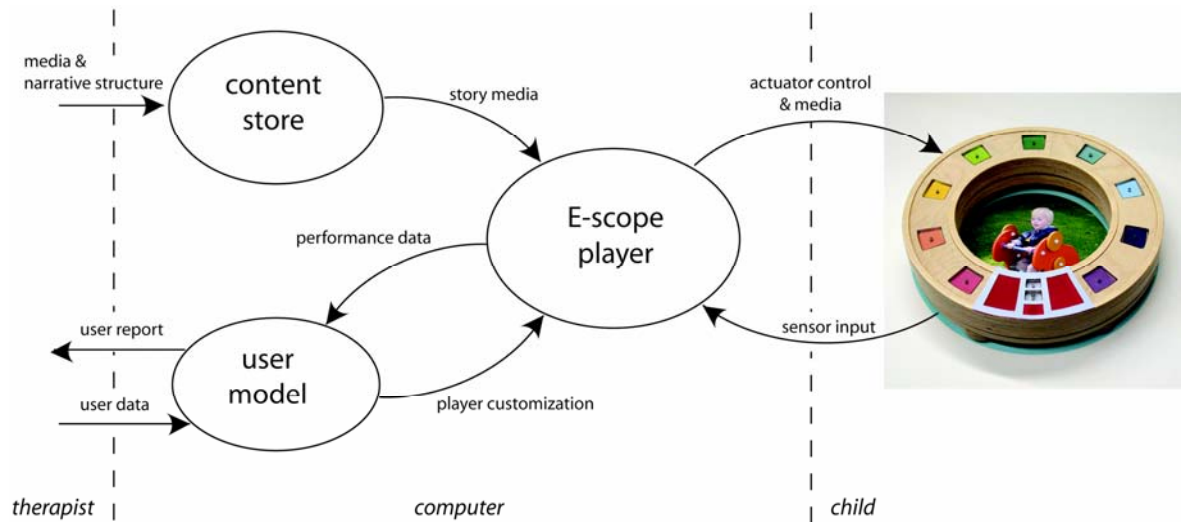 media &
narrative structure
content
store
story media
actuator control
& media
E-scope
player
performance data
user report
user
model
user data
player customization
sensor input
therapist
computer
child